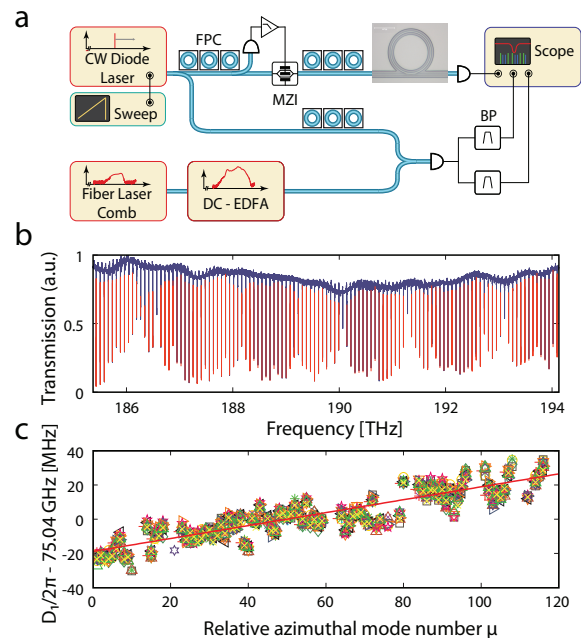 a
FPC
CW Diode
Laser
Sweep
MZI
Scope
BP
Fiber Laser
Comb
DC - EDFA
b
Transmission (a.u.)
1
0.5
0
186
188
190
192
194
Frequency [THz]
c
D₁/2π - 75.04 GHz [MHz]
40
20
0
-20
-40
0
20
40
60
80
100
120
Relative azimuthal mode number μ